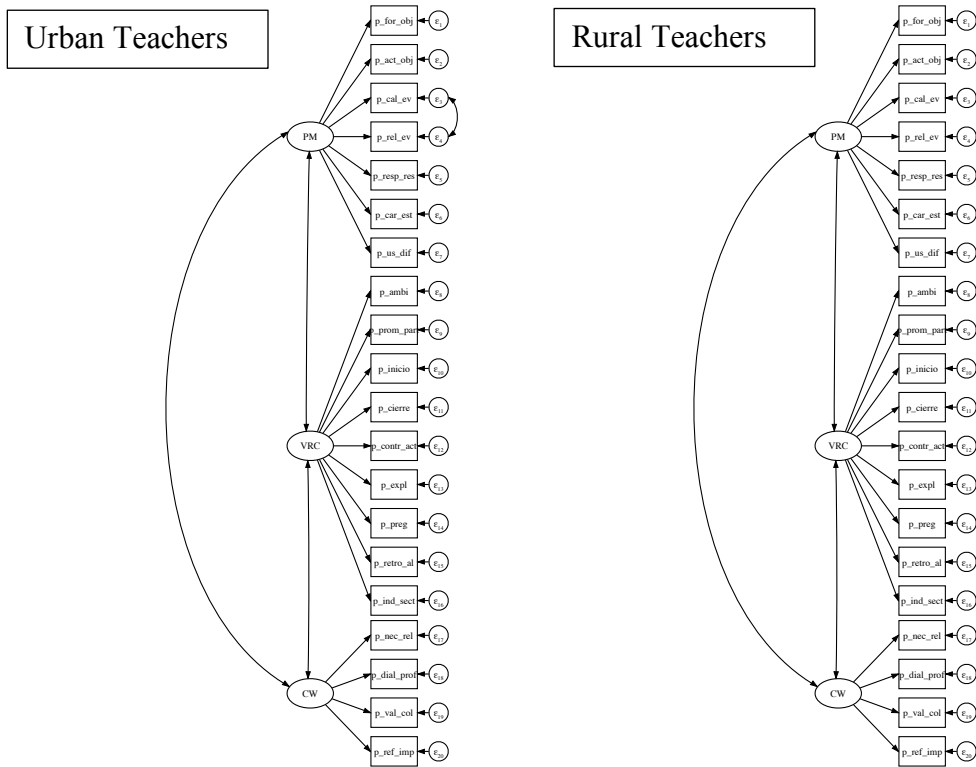 Urban Teachers
p_for_obj ε1
p_act_obj ε2
p_cal_ev ε3
PM p_rel_ev ε4
p_resp_res ε5
p_car_est ε6
p_us_dif ε7
p_ambi ε8
p_prom_par ε9
p_inicio ε10
p_cierre ε11
VRC p_contr_act ε12
p_expl ε13
p_preg ε14
p_retro_al ε15
p_ind_sect ε16
p_nec_rel ε17
p_dial_prof ε18
CW
p_val_col ε19
p_ref_imp ε20
Rural Teachers
p_for_obj ε1
p_act_obj ε2
p_cal_ev ε3
PM p_rel_ev ε4
p_resp_res ε5
p_car_est ε6
p_us_dif ε7
p_ambi ε8
p_prom_par ε9
p_inicio ε10
p_cierre ε11
VRC p_contr_act ε12
p_expl ε13
p_preg ε14
p_retro_al ε15
p_ind_sect ε16
p_nec_rel ε17
p_dial_prof ε18
CW
p_val_col ε19
p_ref_imp ε20